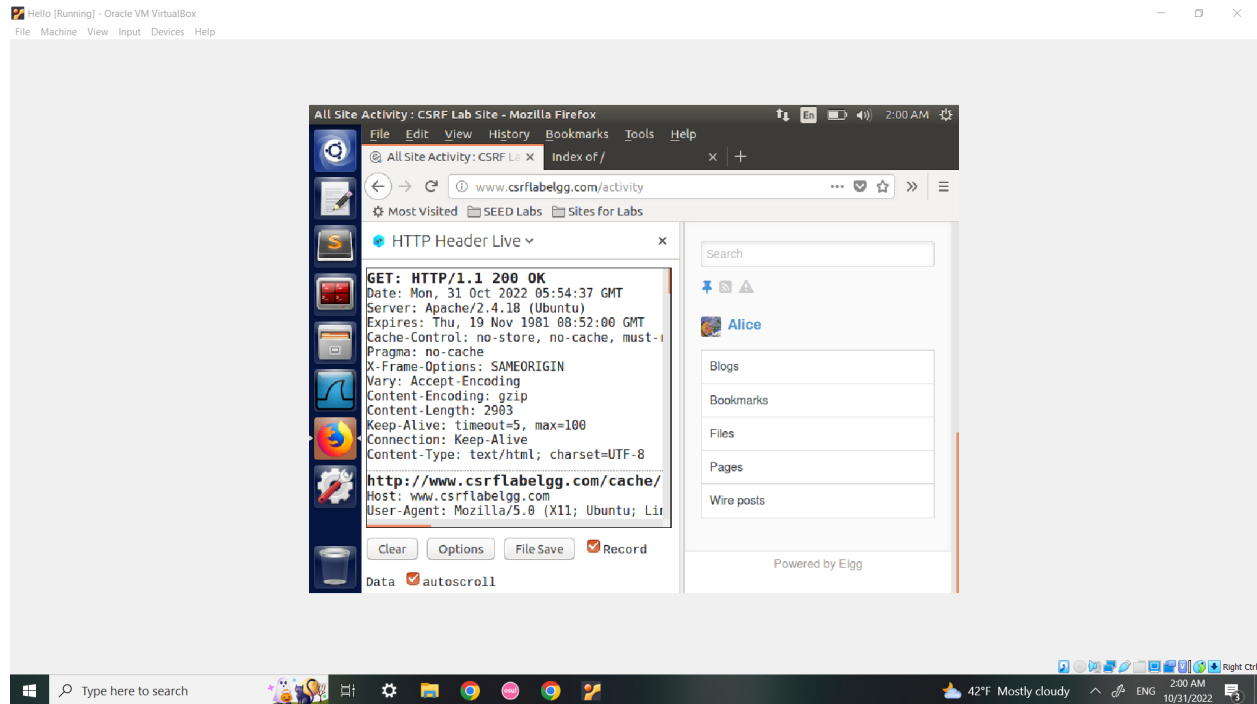 Hello [Running] - Oracle VM VirtualBox
File Machine View Input Devices Help
All Site Activity : CSRF Lab Site - Mozilla Firefox
En
2:00 AM
File Edit View History Bookmarks Tools Help
All Site Activity : CSRF La
Index of /
www.csrflabelgg.com/activity
Most Visited SEED Labs Sites for Labs
HTTP Header Live
GET: HTTP/1.1 200 OK
Date: Mon, 31 Oct 2022 05:54:37 GMT
Server: Apache/2.4.18 (Ubuntu)
Expires: Thu, 19 Nov 1981 08:52:00 GMT
Cache-Control: no-store, no-cache, must-r
Pragma: no-cache
X-Frame-Options: SAMEORIGIN
Vary: Accept-Encoding
Content-Encoding: gzip
Content-Length: 2903
Keep-Alive: timeout=5, max=100
Connection: Keep-Alive
Content-Type: text/html; charset=UTF-8
http://www.csrflabelgg.com/cache/
Host: www.csrflabelgg.com
User-Agent: Mozilla/5.0 (X11; Ubuntu; Lin
Clear Options File Save Record
Data autoscroll
Search
Alice
Blogs
Bookmarks
Files
Pages
Wire posts
Powered by Elgg
Right Ctrl
Type here to search
osu!
42°F Mostly cloudy
ENG
2:00 AM
10/31/2022
3